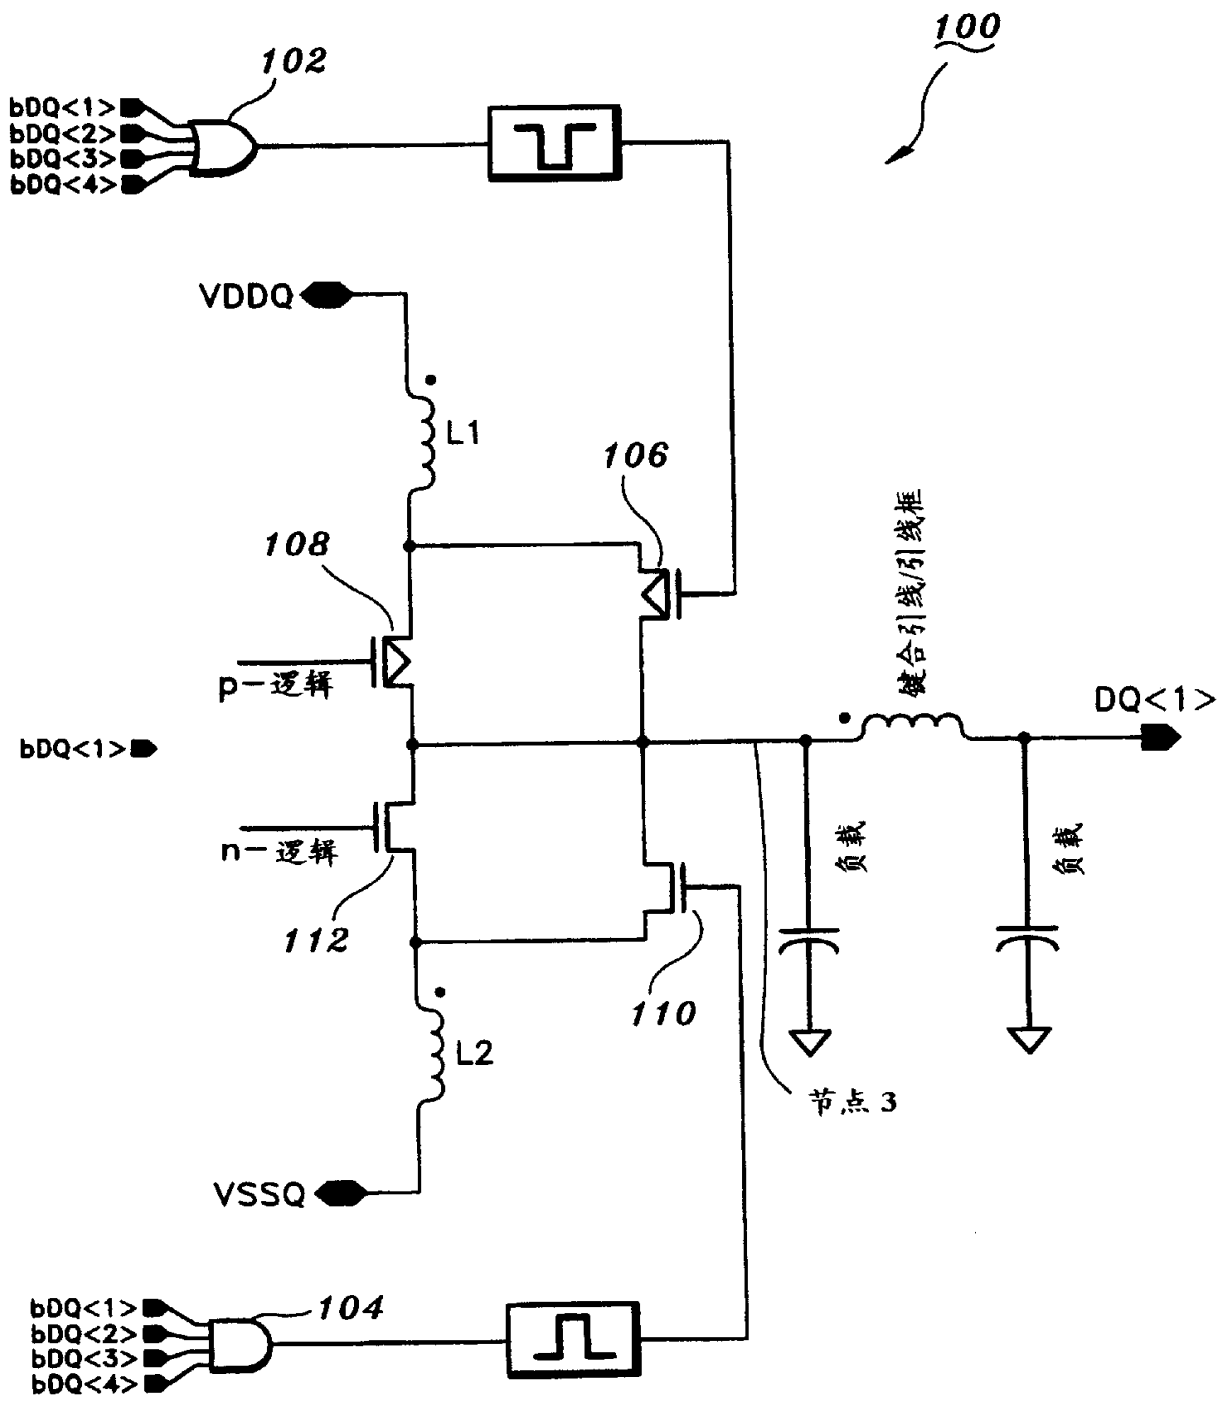 100
102
bDQ<1>
bDQ<2>
bDQ<3>
bDQ<4>
VDDQ
L1
106
108
键合引线/引线框
p-逻辑
DQ<1>
bDQ<1>
n-逻辑
负载
负载
112
110
L2
节点 3
VSSQ
104
bDQ<1>
bDQ<2>
bDQ<3>
bDQ<4>